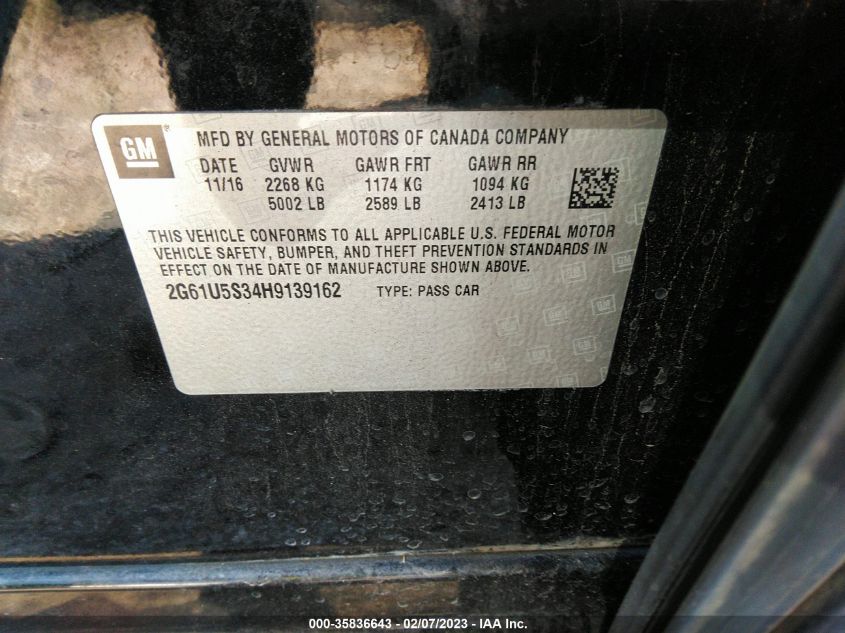 GM ® MFD BY GENERAL MOTORS OF CANADA COMPANY
DATE GVWR GAWR FRT GAWR RR
11/16 2268 KG 1174 KG 1094 KG
5002 LB 2589 LB 2413 LB
THIS VEHICLE CONFORMS TO ALL APPLICABLE U.S. FEDERAL MOTOR
VEHICLE SAFETY, BUMPER, AND THEFT PREVENTION STANDARDS IN
EFFECT ON THE DATE OF MANUFACTURE SHOWN ABOVE.
2G61U5S34H9139162 TYPE: PASS CAR
000-35836643 - 02/07/2023 - IAA Inc.